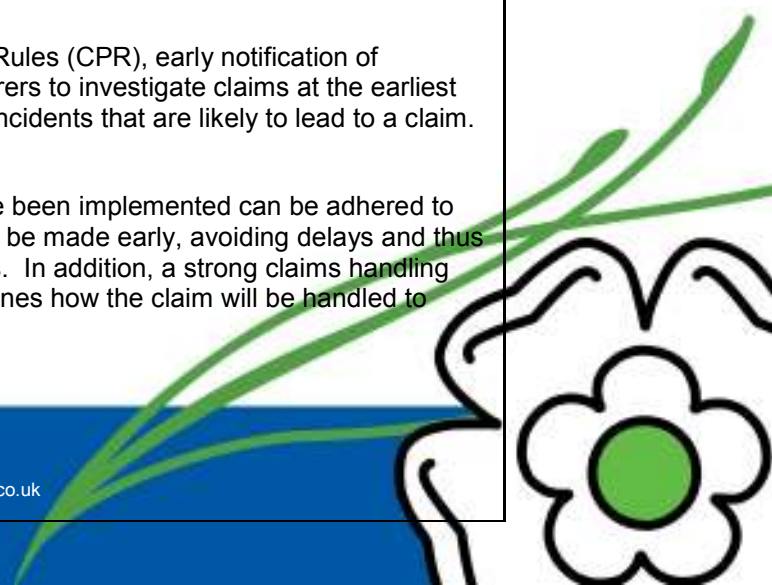 Rules (CPR), early notification of
rers to investigate claims at the earliest
ncidents that are likely to lead to a claim.
e been implemented can be adhered to
be made early, avoiding delays and thus
s. In addition, a strong claims handling
nes how the claim will be handled to
co.uk